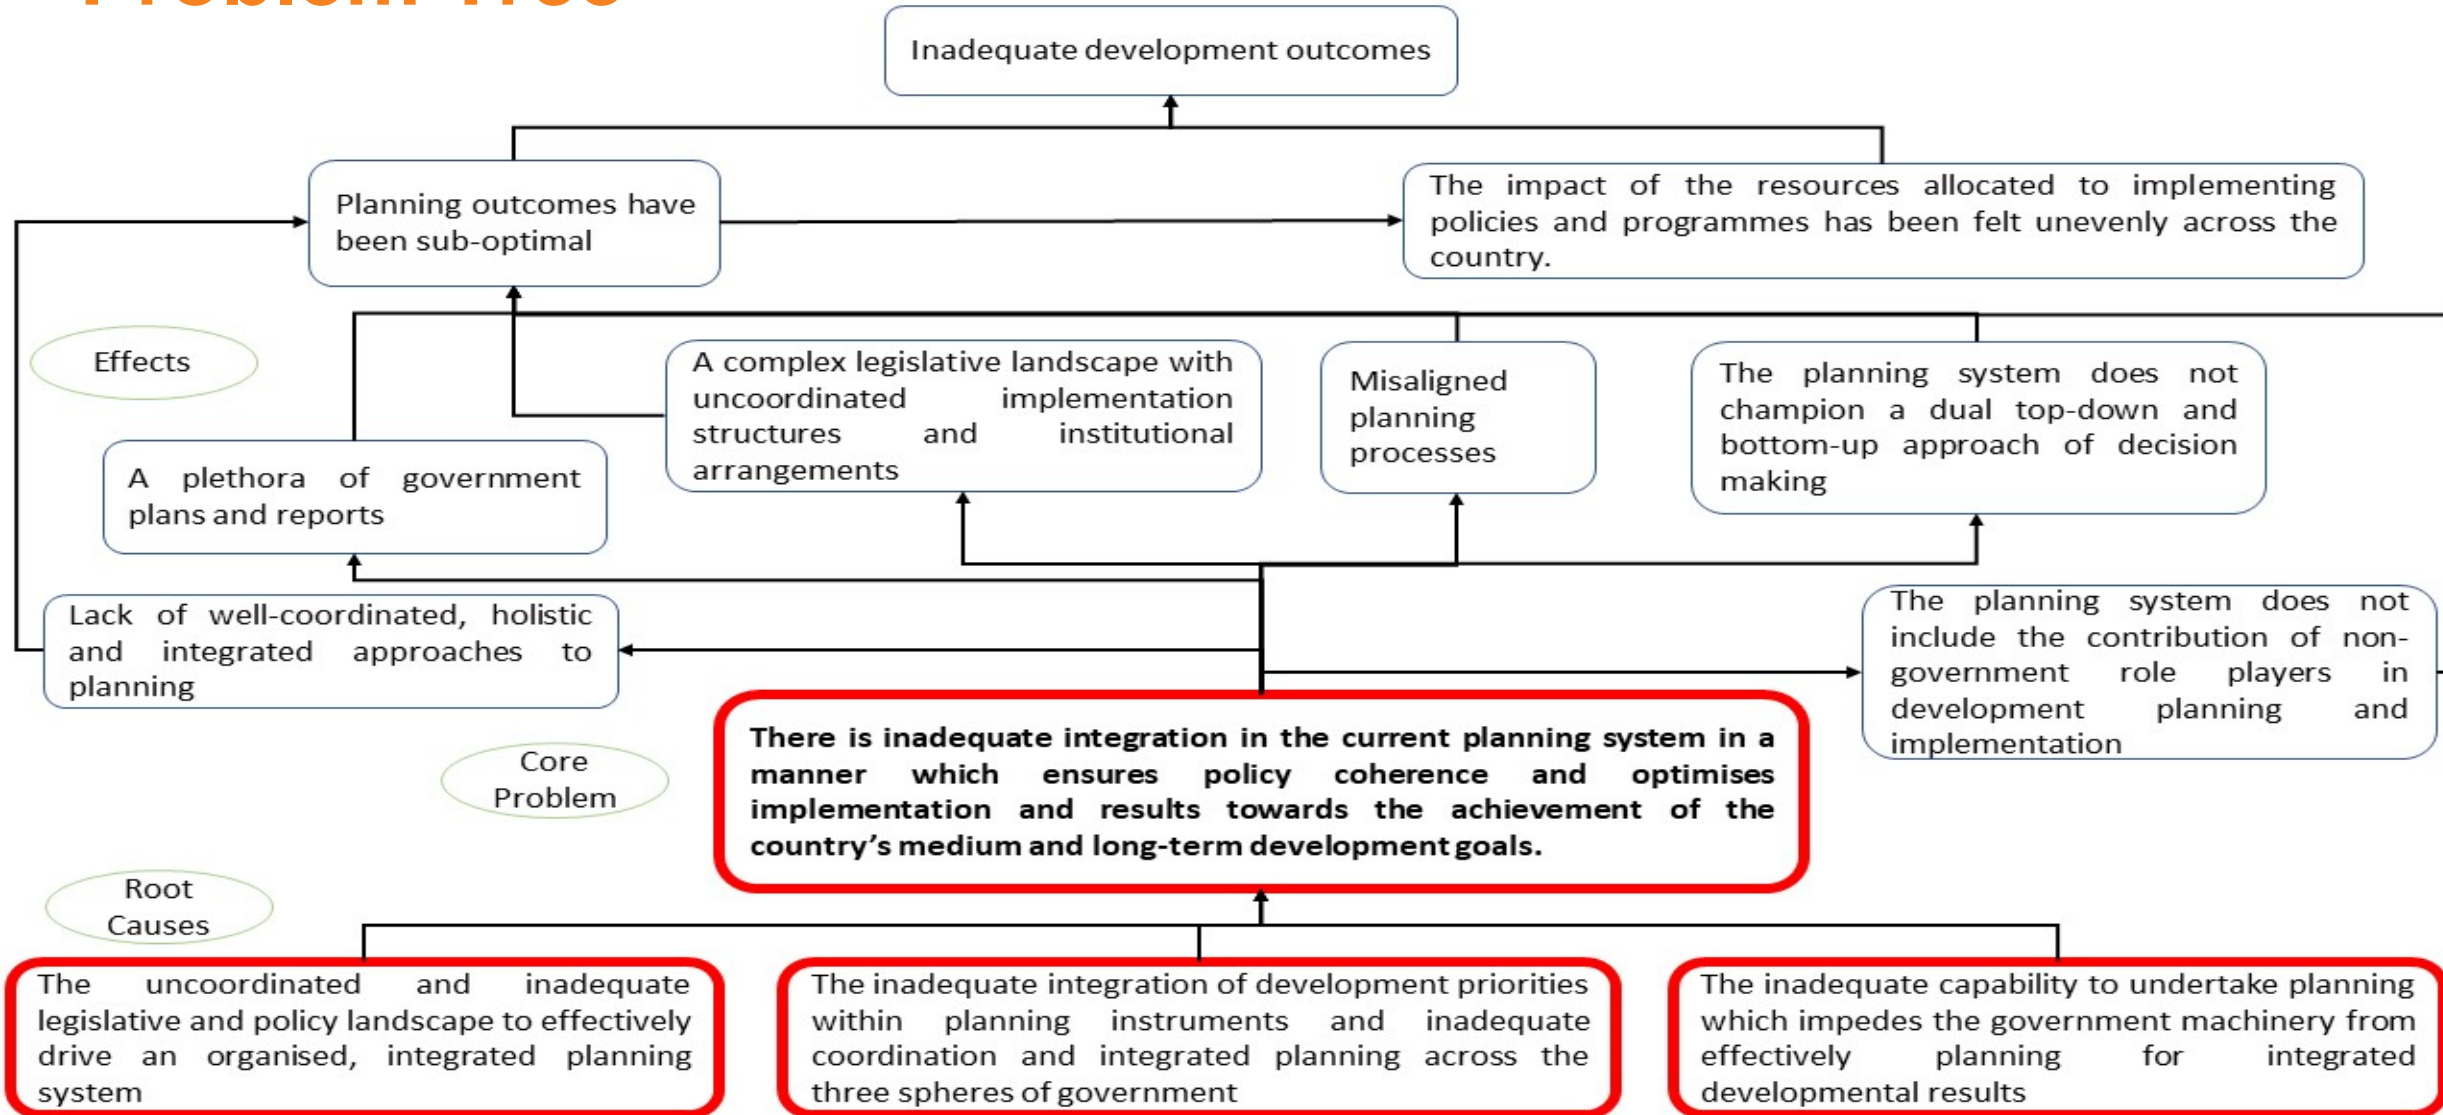 Problem Tree
Inadequate development outcomes
Planning outcomes have
been sub-optimal
The impact of the resources allocated to implementing
policies and programmes has been felt unevenly across the
country.
Effects
A complex legislative landscape with
uncoordinated implementation
structures and institutional
arrangements
Misaligned
planning
processes
The planning system does not
champion a dual top-down and
bottom-up approach of decision
making
A plethora of government
plans and reports
Lack of well-coordinated, holistic
and integrated approaches to
planning
The planning system does not
include the contribution of non-
government role players in
development planning and
implementation
Core
Problem
There is inadequate integration in the current planning system in a
manner which ensures policy coherence and optimises
implementation and results towards the achievement of the
country’s medium and long-term development goals.
Root
Causes
The uncoordinated and inadequate
legislative and policy landscape to effectively
drive an organised, integrated planning
system
The inadequate integration of development priorities
within planning instruments and inadequate
coordination and integrated planning across the
three spheres of government
The inadequate capability to undertake planning
which impedes the government machinery from
effectively planning for integrated
developmental results